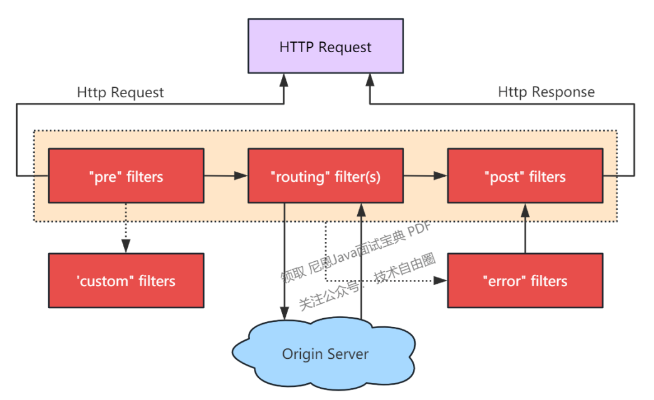 HTTP Request
Http Request
Http Response
"pre" filters
"routing" filter(s)
"post" filters
领取 尼恩Java面试宝典 PDF
关注公众号： 技术自由圈
'custom" filters
"error" filters
Origin Server